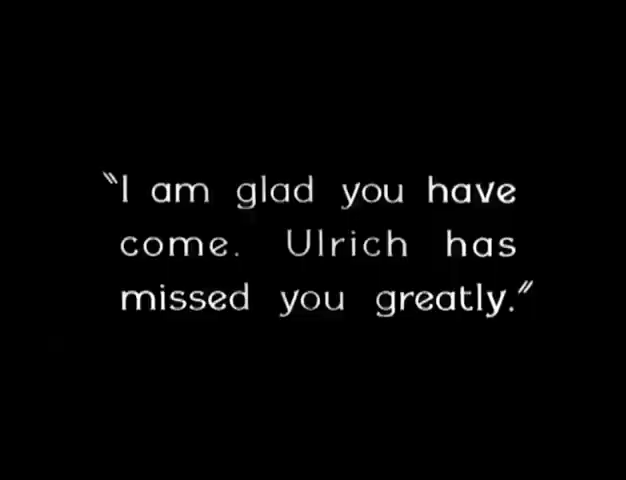 "I am glad you have
come. Ulrich has
missed you greatly."